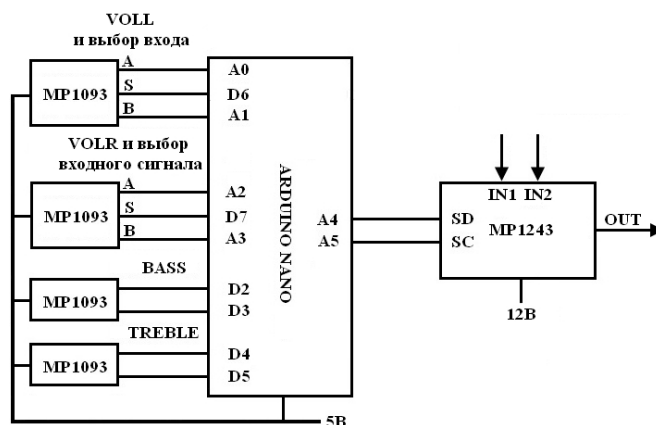 VOLL
и выбор входа
MP1093
A
S
B
A0
D6
A1
VOLR и выбор
входного сигнала
MP1093
A
S
B
A2
D7
A3
BASS
MP1093
D2
D3
TREBLE
MP1093
D4
D5
ARDUINO NANO
A4
A5
5В
IN1 IN2
SD
SC
MP1243
OUT
12В